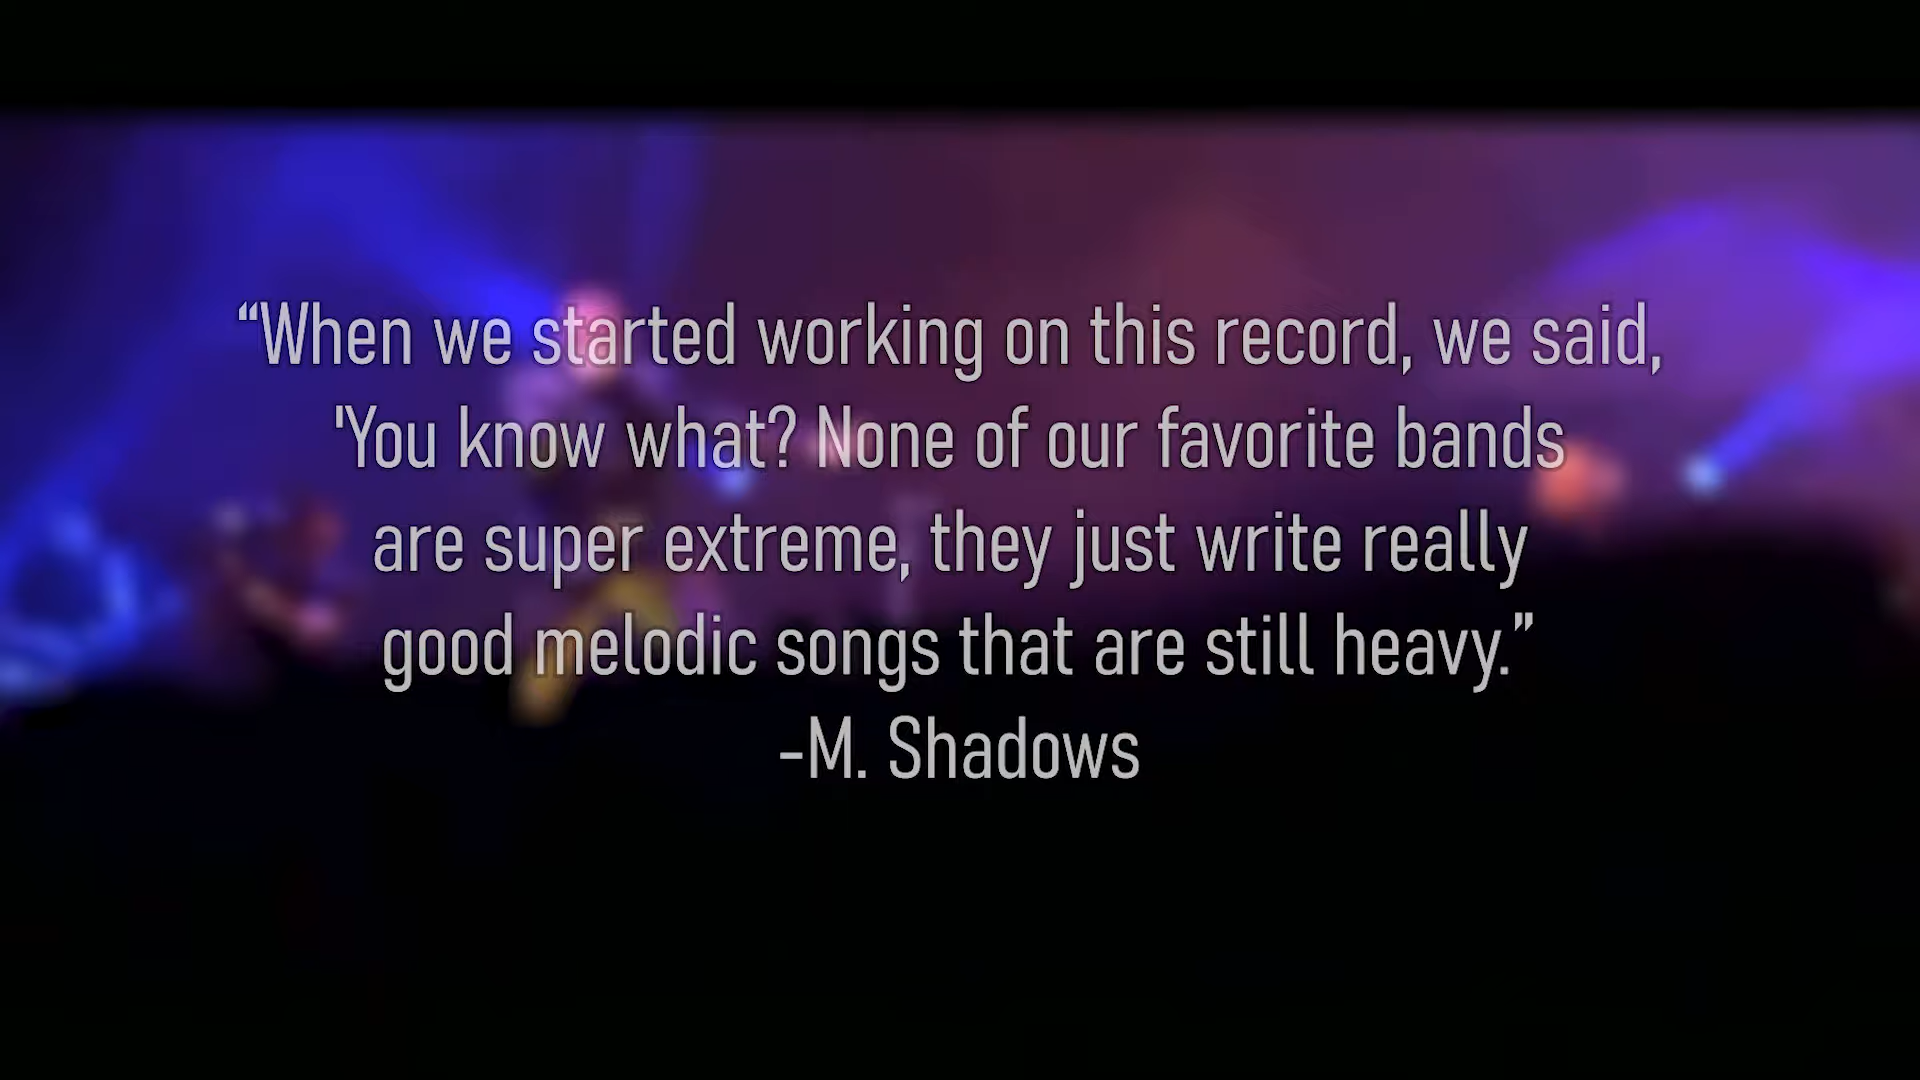 “When we started working on this record, we said,
'You know what? None of our favorite bands
are super extreme, they just write really
good melodic songs that are still heavy.”
-M. Shadows